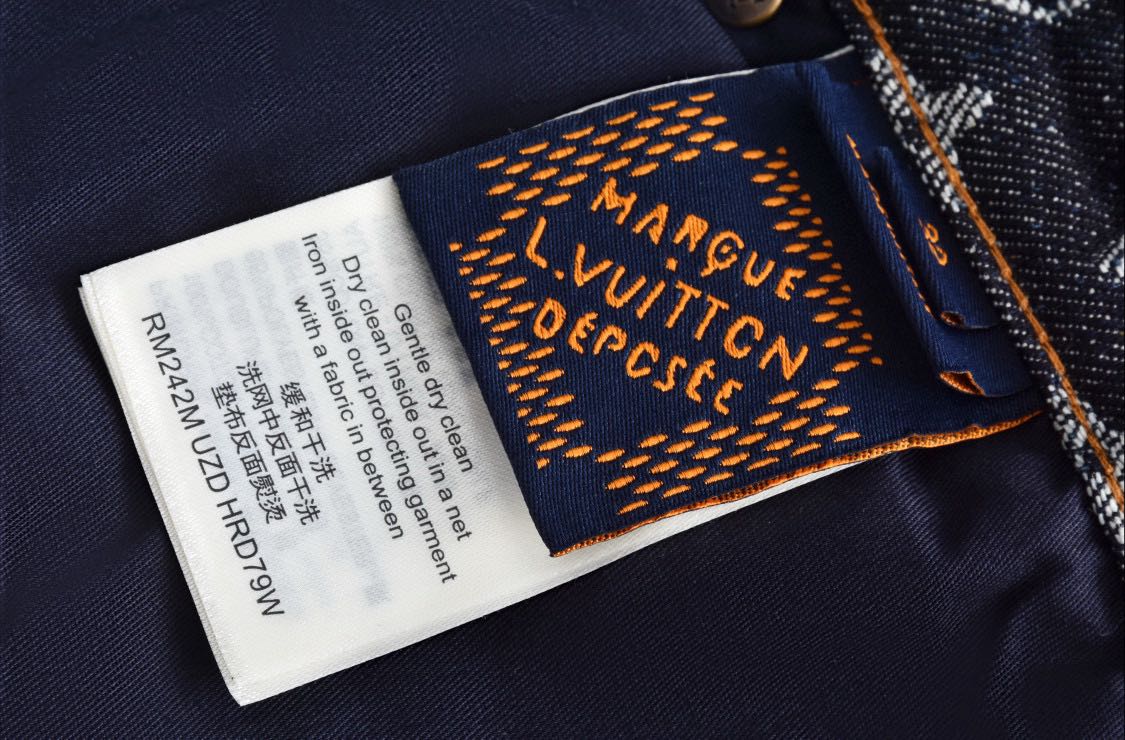 MARQUE
L.VUITTON
DEPOSÉE
Gentle dry clean
Dry clean inside out in a net
Iron inside out protecting garment
with a fabric in between
缓和干洗
洗网中反面干洗
垫布反面熨烫
RM242M UZD HRD79W